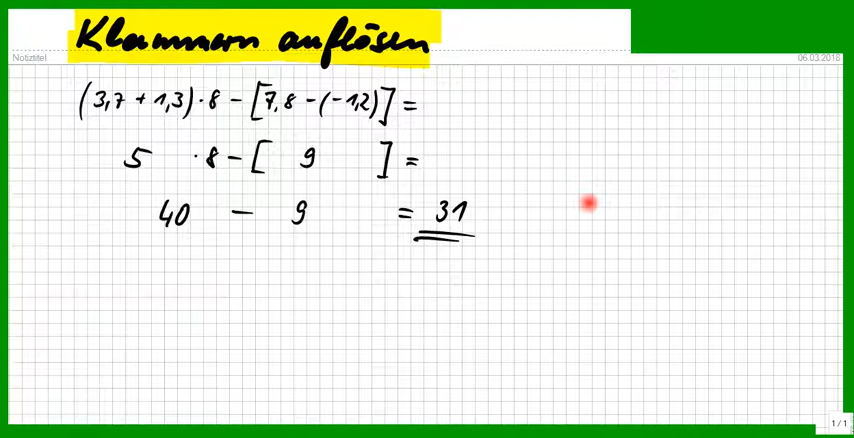 Klammern auflösen
Notiztitel 06.03.2018
(3,7 + 1,3) · 8 - [7,8 - (-1,2)] =
5 · 8 - [ 9 ] =
40 - 9 = 31
1 / 1